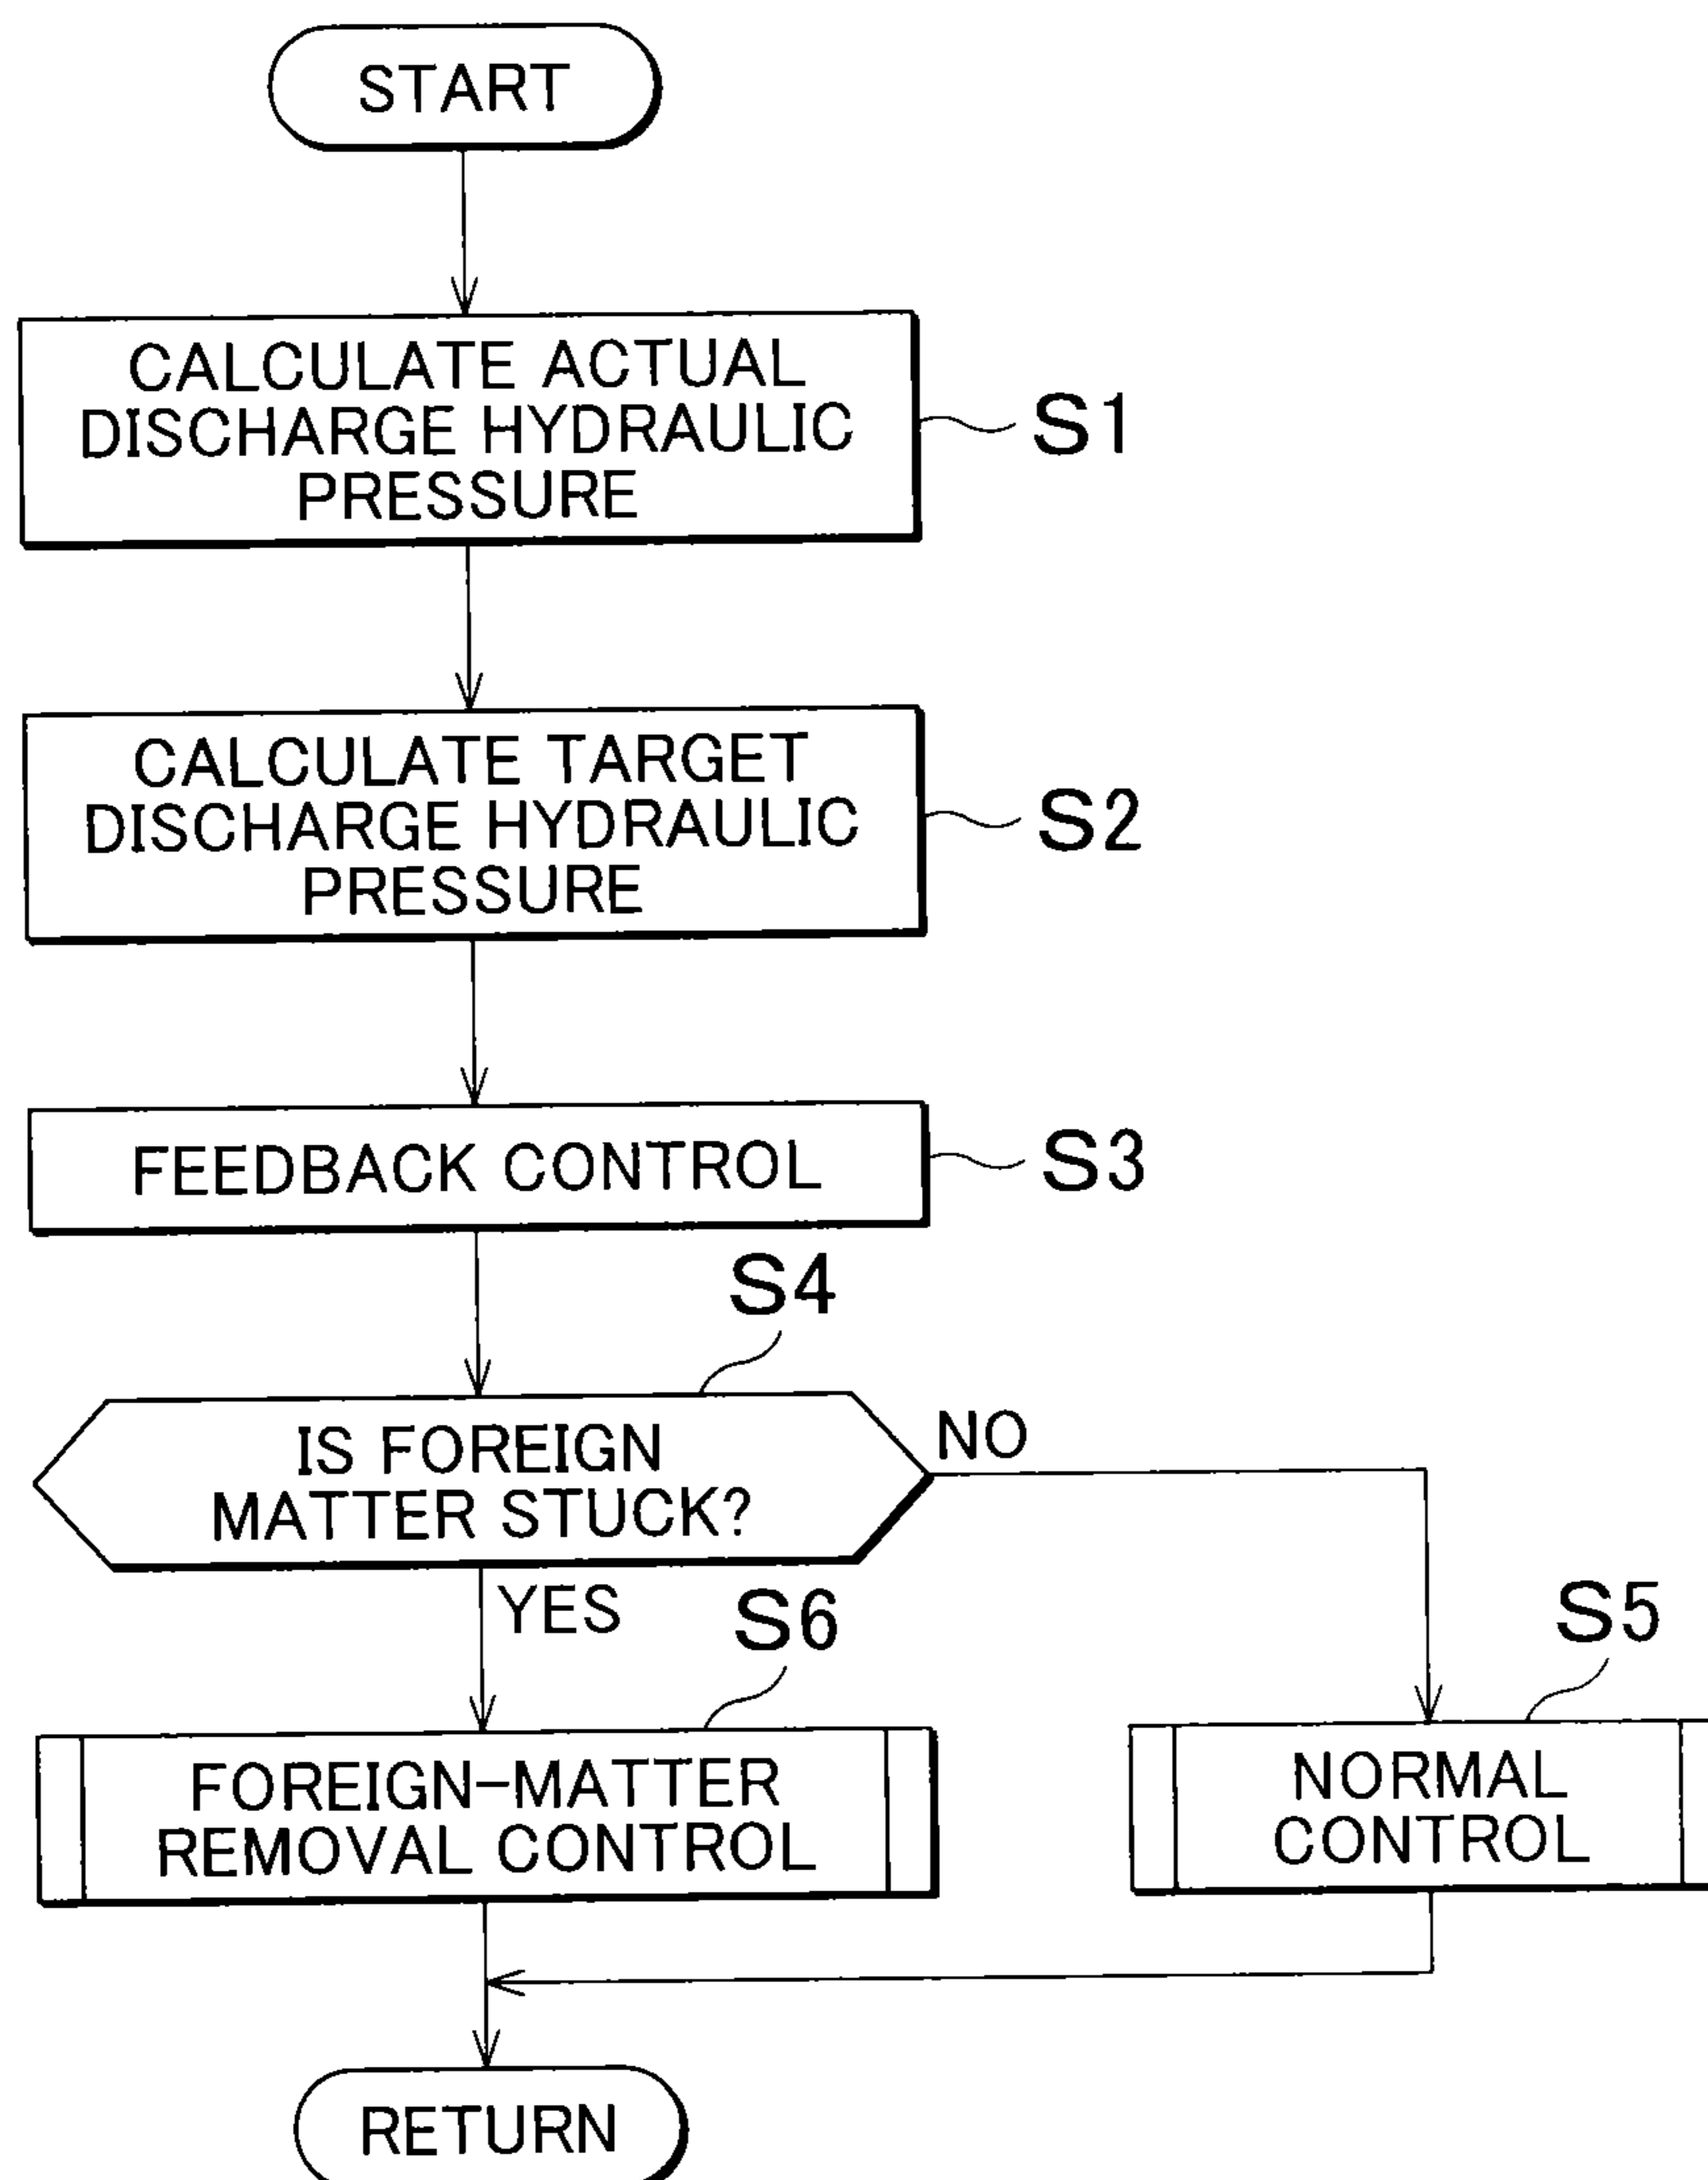 START
CALCULATE ACTUAL
DISCHARGE HYDRAULIC
PRESSURE
S1
CALCULATE TARGET
DISCHARGE HYDRAULIC
PRESSURE
S2
FEEDBACK CONTROL
S3
S4
IS FOREIGN
MATTER STUCK?
NO
YES
S6
S5
FOREIGN-MATTER
REMOVAL CONTROL
NORMAL
CONTROL
RETURN